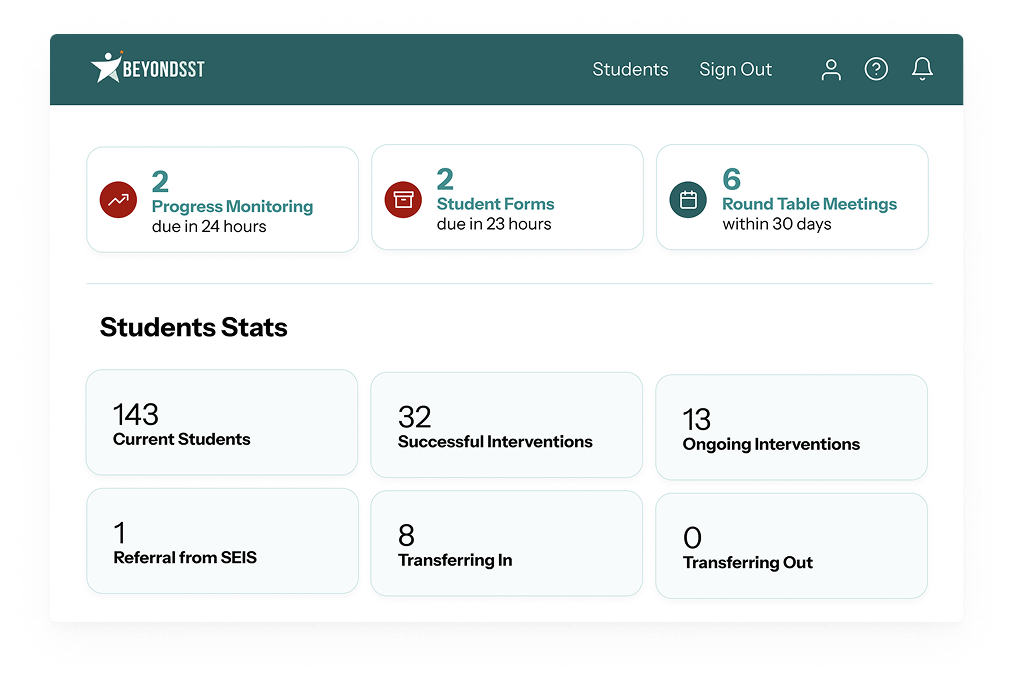 BEYONDSST
Students
Sign Out
2
Progress Monitoring
due in 24 hours
2
Student Forms
due in 23 hours
6
Round Table Meetings
within 30 days
Students Stats
143
Current Students
32
Successful Interventions
13
Ongoing Interventions
1
Referral from SEIS
8
Transferring In
0
Transferring Out